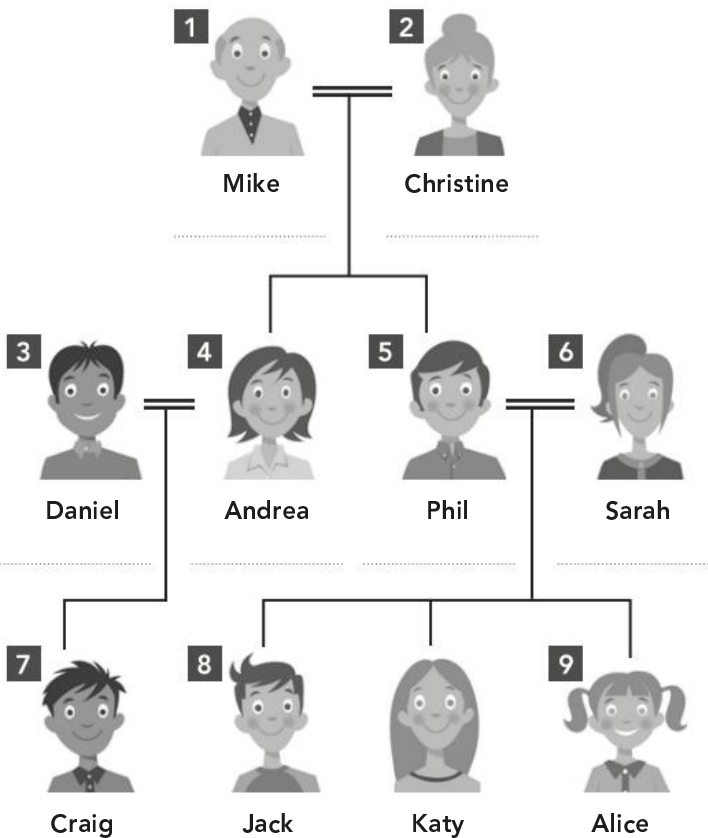 1 2
Mike Christine
3 4 5 6
Daniel Andrea Phil Sarah
7 8 9
Craig Jack Katy Alice